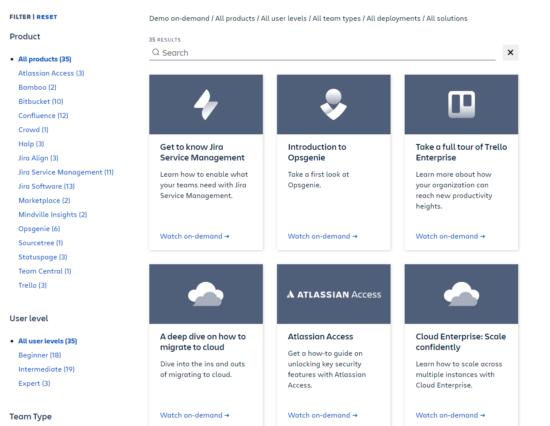 FILTER | RESET
Product
All products (35)
Atlassian Access (3)
Bamboo (2)
Bitbucket (10)
Confluence (12)
Crowd (1)
Halp (3)
Jira Align (3)
Jira Service Management (11)
Jira Software (13)
Marketplace (2)
Mindville Insights (2)
Opsgenie (6)
Sourcetree (1)
Statuspage (3)
Team Central (1)
Trello (3)
User level
All user levels (35)
Beginner (18)
Intermediate (19)
Expert (3)
Team Type
Demo on-demand / All products / All user levels / All team types / All deployments / All solutions
35 RESULTS
Search
Get to know Jira
Service Management
Learn how to enable what
your teams need with Jira
Service Management.
Watch on-demand →
Introduction to
Opsgenie
Take a first look at
Opsgenie.
Watch on-demand →
Take a full tour of Trello
Enterprise
Learn more about how
your organization can
reach new productivity
heights.
Watch on-demand →
A deep dive on how to
migrate to cloud
Dive into the ins and outs
of migrating to cloud.
Watch on-demand →
ATLASSIAN Access
Atlassian Access
Get a how-to guide on
unlocking key security
features with Atlassian
Access.
Watch on-demand →
Cloud Enterprise: Scale
confidently
Learn how to scale across
multiple instances with
Cloud Enterprise.
Watch on-demand →